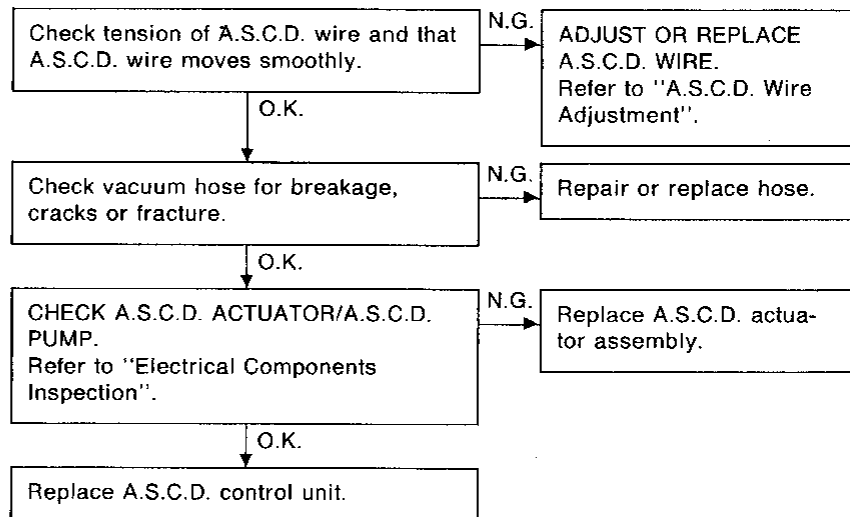 Check tension of A.S.C.D. wire and that
A.S.C.D. wire moves smoothly.
N.G.
ADJUST OR REPLACE
A.S.C.D. WIRE.
Refer to "A.S.C.D. Wire
Adjustment".
O.K.
Check vacuum hose for breakage,
cracks or fracture.
N.G.
Repair or replace hose.
O.K.
CHECK A.S.C.D. ACTUATOR/A.S.C.D.
PUMP.
Refer to "Electrical Components
Inspection".
N.G.
Replace A.S.C.D. actua-
tor assembly.
O.K.
Replace A.S.C.D. control unit.